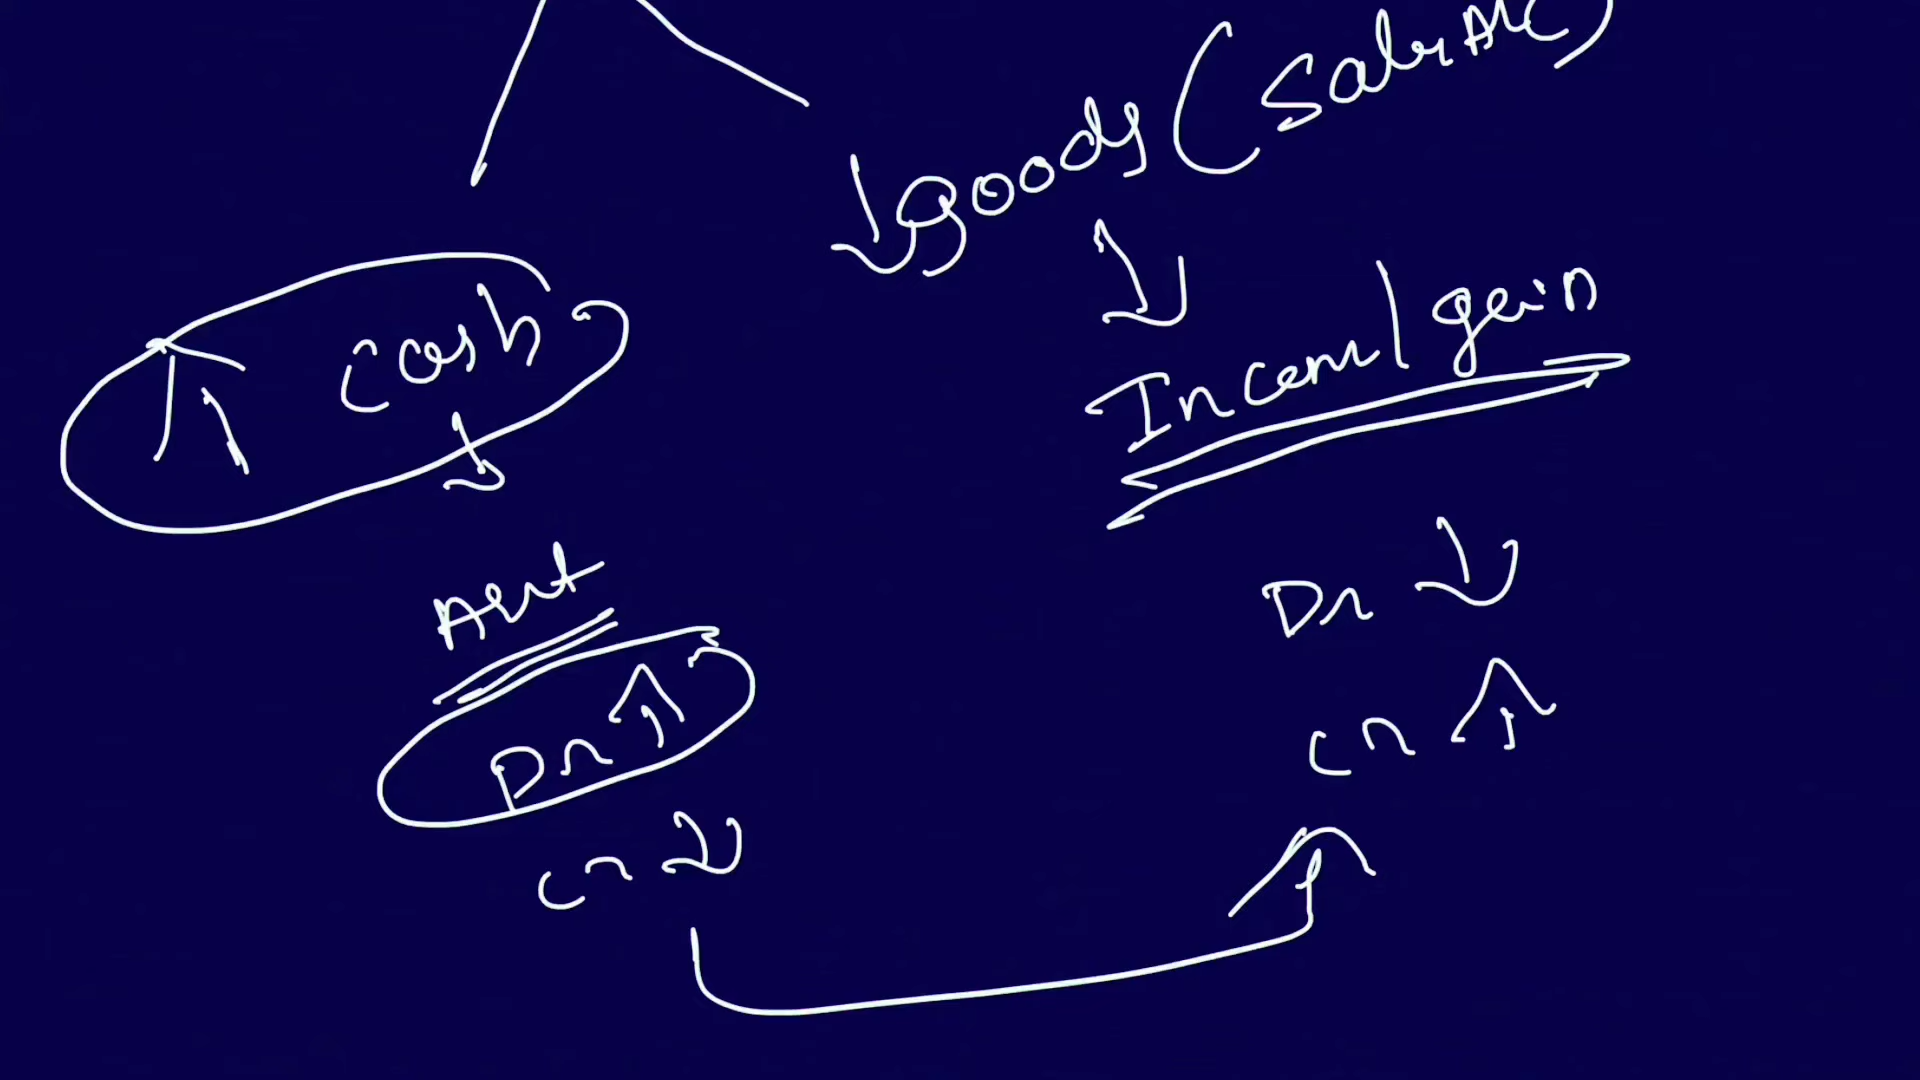 ↓ goods (Sales A/C)
↑ Cash
↓
Income / gain
Dr ↓
Dr ↑
Cr ↑
Cr ↓